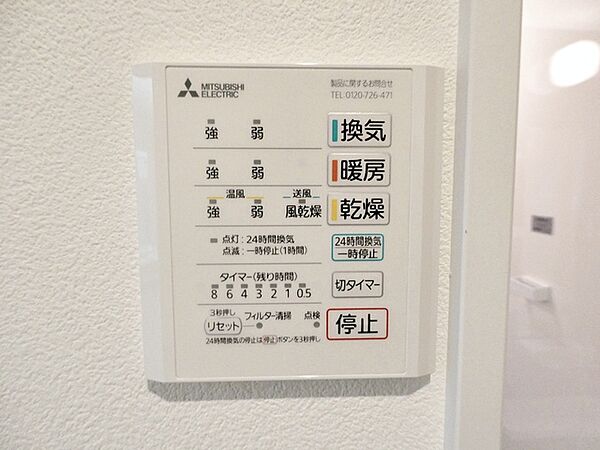 MITSUBISHI
ELECTRIC
製品に関するお問合せ
TEL.0120-726-471
強 弱 換気
強 弱 暖房
温風 送風
強 弱 風乾燥 乾燥
点灯：24時間換気
点滅：一時停止(1時間)
24時間換気
一時停止
タイマー(残り時間)
8 6 4 3 2 1 0.5
切タイマー
3秒押し
リセット フィルター清掃 点検
停止
24時間換気の停止は停止ボタンを3秒押し